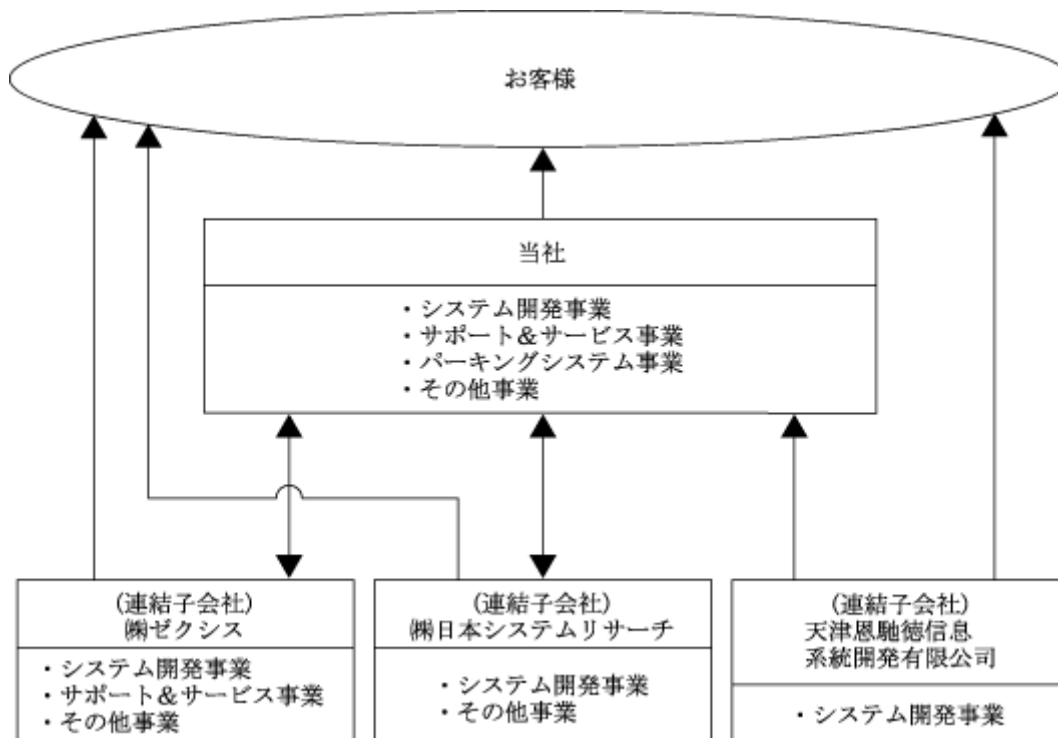 お客様
当社
・システム開発事業
・サポート＆サービス事業
・パーキングシステム事業
・その他事業
(連結子会社)
㈱ゼクシス
・システム開発事業
・サポート＆サービス事業
・その他事業
(連結子会社)
㈱日本システムリサーチ
・システム開発事業
・その他事業
(連結子会社)
天津恩馳徳信息
系統開発有限公司
・システム開発事業